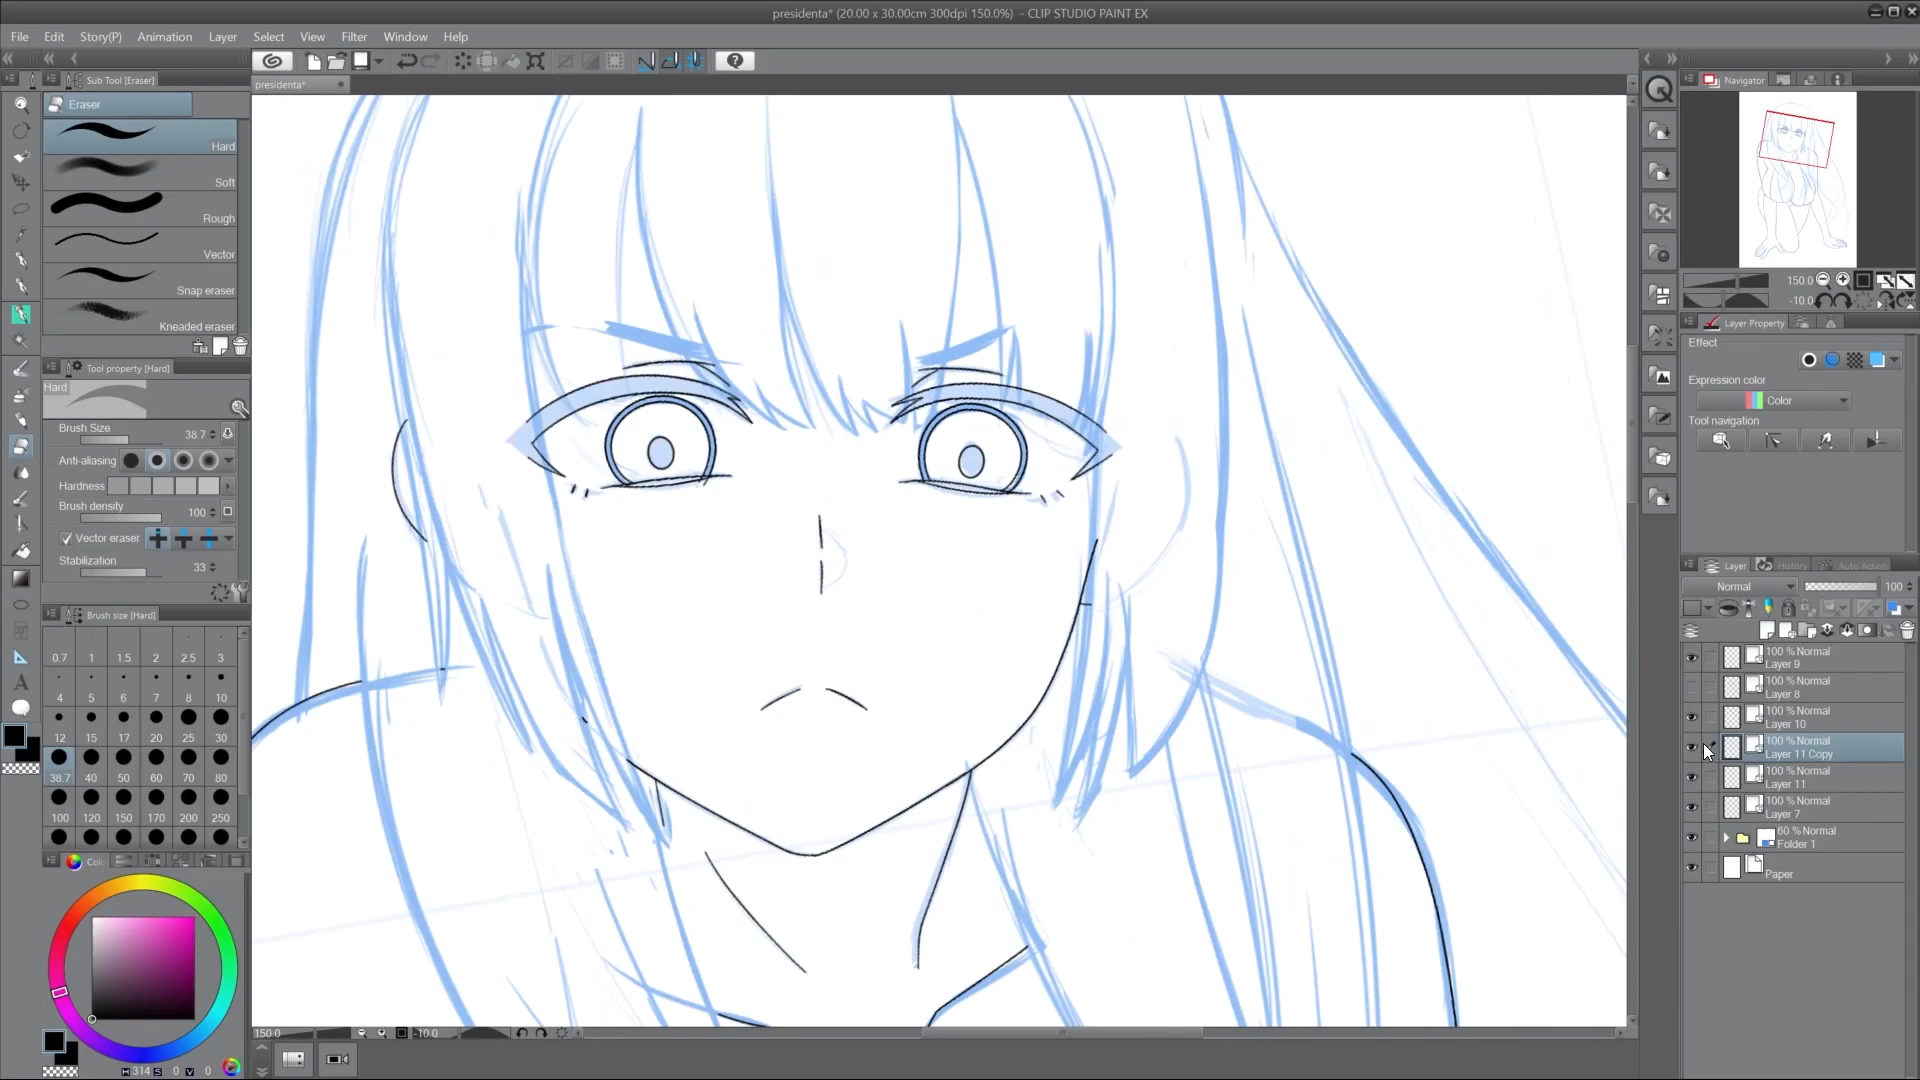 presidenta* (20.00 x 30.00cm 300dpi 150.0%) - CLIP STUDIO PAINT EX
File Edit Story(P) Animation Layer Select View Filter Window Help
Sub Tool [Eraser]
Eraser
Hard
Soft
Rough
Vector
Snap eraser
Kneaded eraser
Tool property [Hard]
Hard
Brush Size 38.7
Anti-aliasing
Hardness
Brush density 100
Vector eraser
Stabilization 33
Brush size [Hard]
0.7 1 1.5 2 2.5 3
4 5 6 7 8 10
12 15 17 20 25 30
38.7 40 50 60 70 80
100 120 150 170 200 250
Colc
H 314 S 0 V 0
presidenta*
150.0
-10.0
Navigator
150.0
-10.0
Layer Property
Effect
Expression color
Color
Tool navigation
Layer History Auto Action
Normal 100
100 % Normal
Layer 9
100 % Normal
Layer 8
100 % Normal
Layer 10
100 % Normal
Layer 11 Copy
100 % Normal
Layer 11
100 % Normal
Layer 7
60 % Normal
Folder 1
Paper